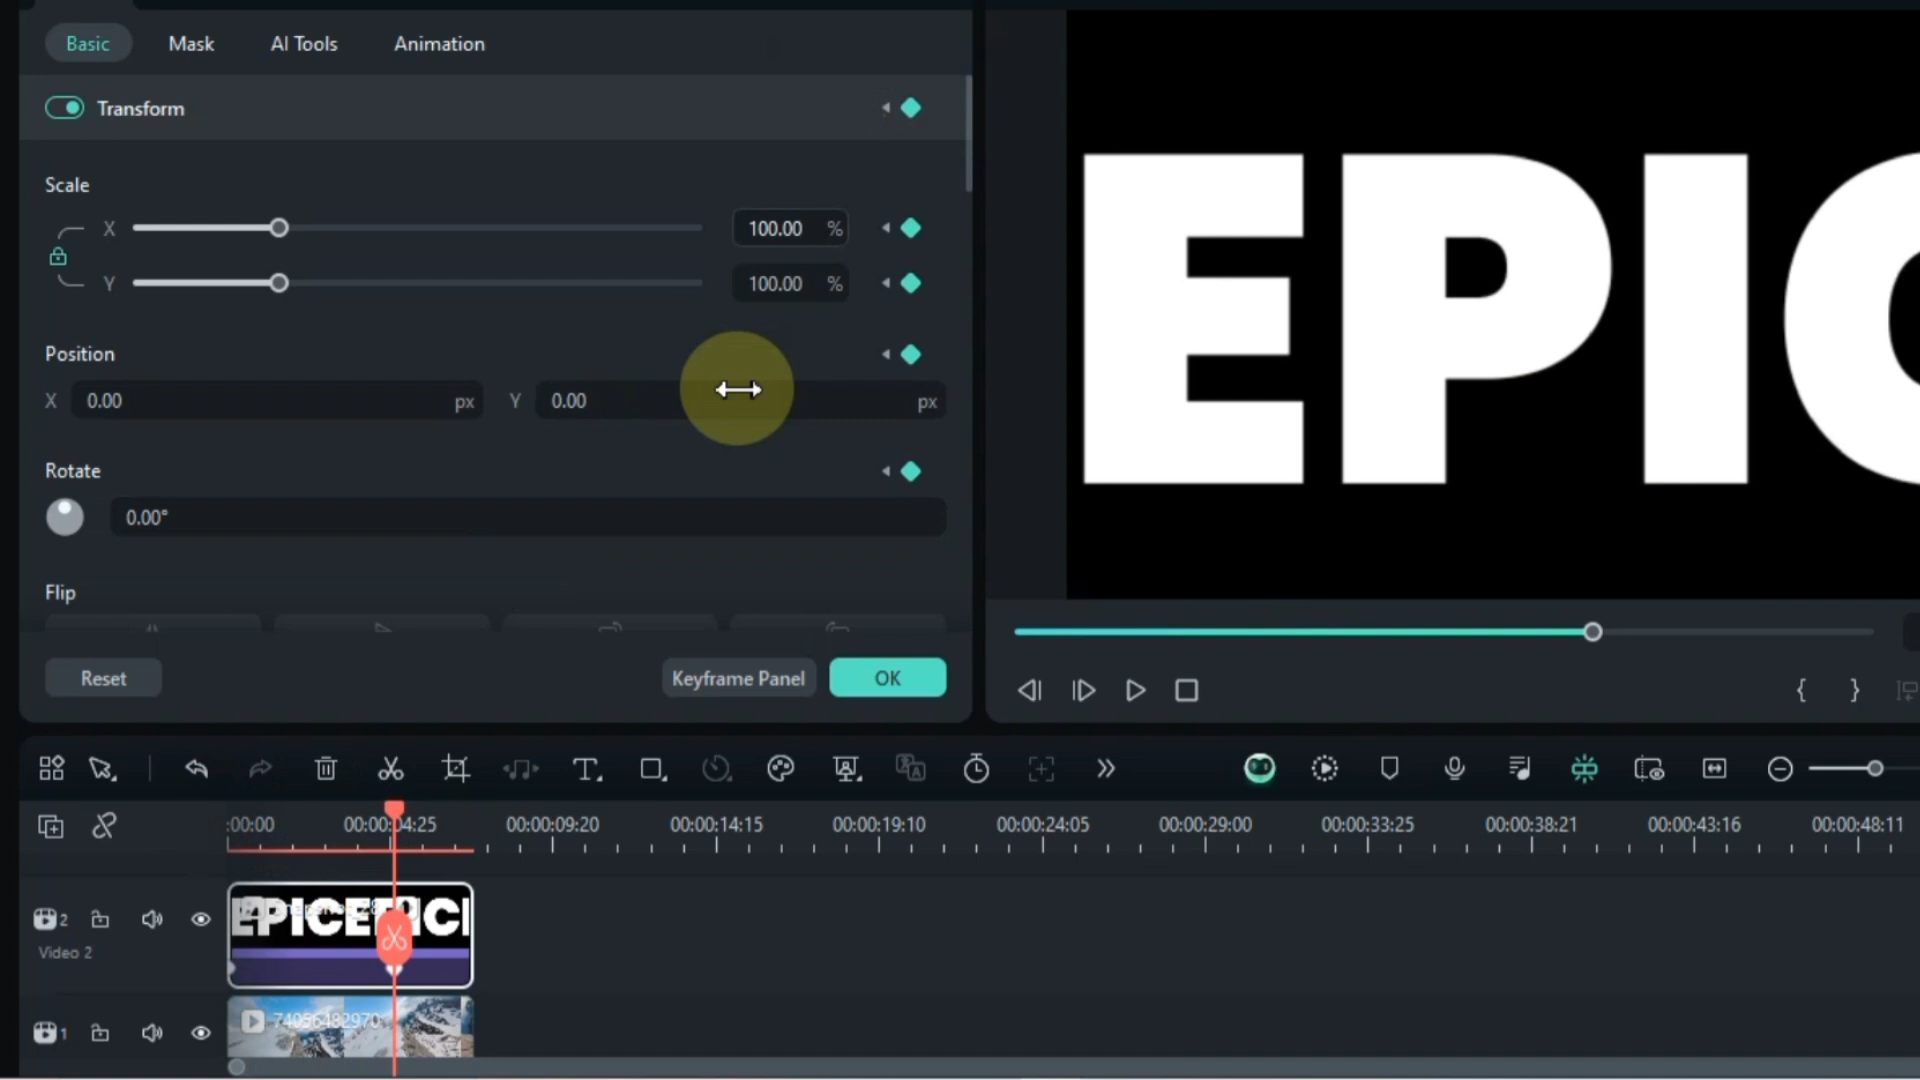 Basic Mask AI Tools Animation
Transform
Scale
X 100.00 %
Y 100.00 %
Position
X 0.00 px Y 0.00 px
Rotate
0.00°
Flip
Reset Keyframe Panel OK
EPIC
{ }
:00:00 00:00:04:25 00:00:09:20 00:00:14:15 00:00:19:10 00:00:24:05 00:00:29:00 00:00:33:25 00:00:38:21 00:00:43:16 00:00:48:11
2
Video 2
EPICEPICI
1
74096482970